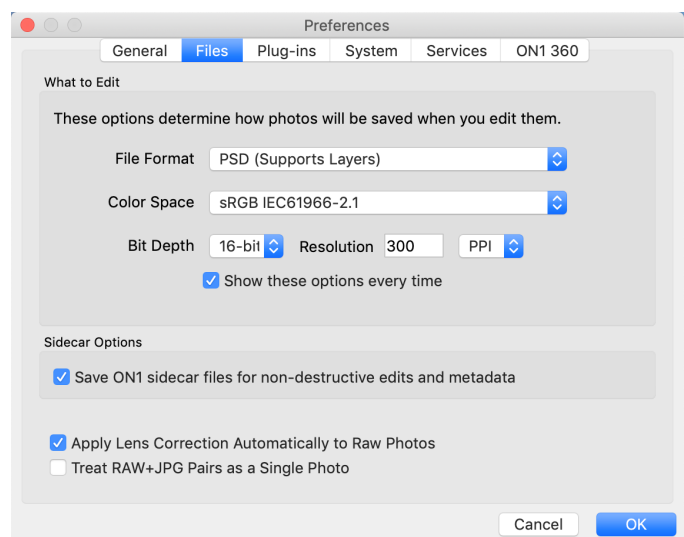 Preferences
General Files Plug-ins System Services ON1 360
What to Edit
These options determine how photos will be saved when you edit them.
File Format PSD (Supports Layers)
Color Space sRGB IEC61966-2.1
Bit Depth 16-bit Resolution 300 PPI
Show these options every time
Sidecar Options
Save ON1 sidecar files for non-destructive edits and metadata
Apply Lens Correction Automatically to Raw Photos
Treat RAW+JPG Pairs as a Single Photo
Cancel OK